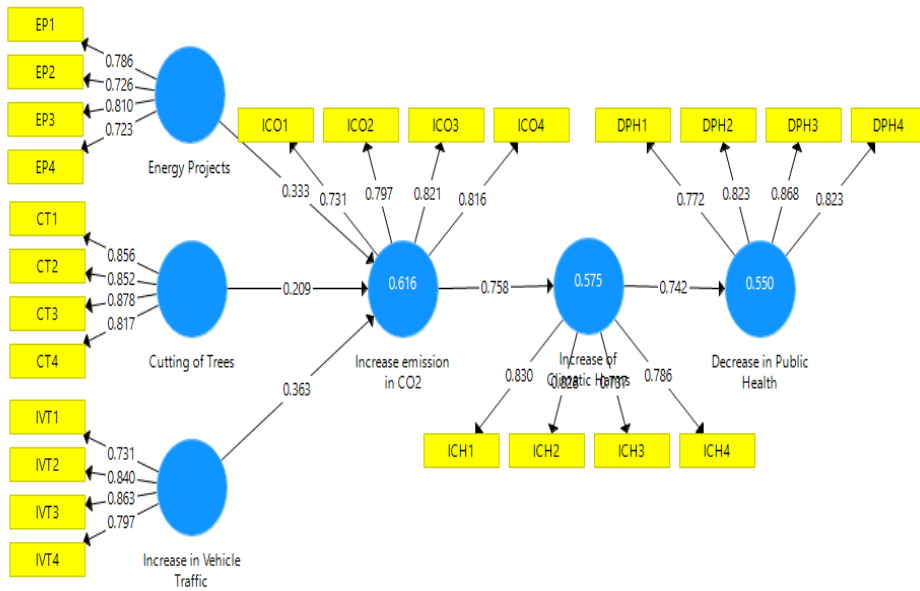 EP1
0.786
EP2
0.726
EP3
0.810
EP4
0.723
Energy Projects
0.333
ICO1
ICO2
ICO3
ICO4
0.731
0.797
0.821
0.816
DPH1
DPH2
DPH3
DPH4
0.772
0.823
0.868
0.823
CT1
0.856
CT2
0.852
CT3
0.878
CT4
0.817
Cutting of Trees
0.209
0.616
Increase emission
in CO2
0.758
0.575
Increase of
Climatic Harms
0.742
0.550
Decrease in Public
Health
0.363
0.830
0.786
ICH1
ICH2
ICH3
ICH4
IVT1
0.731
IVT2
0.840
IVT3
0.863
IVT4
0.797
Increase in Vehicle
Traffic